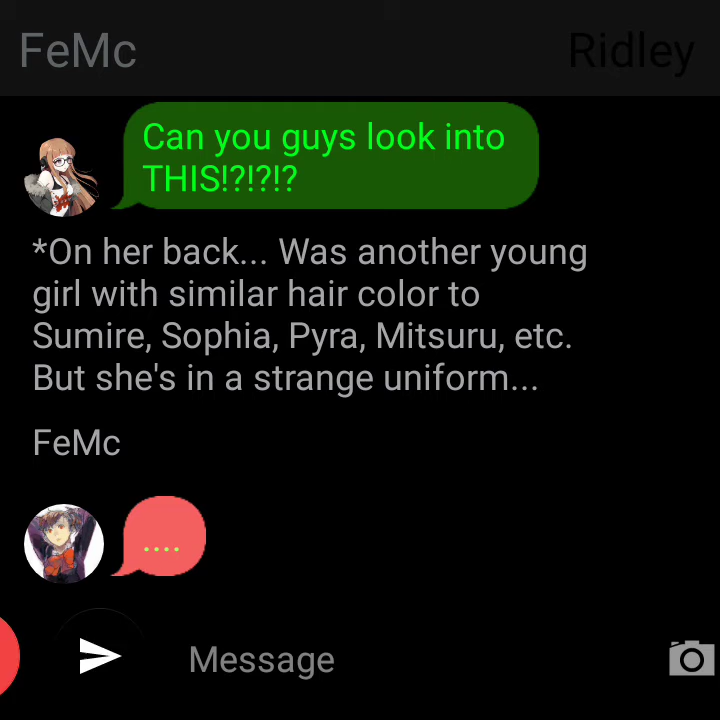 FeMc
Ridley
Can you guys look into
THIS!?!?!?
*On her back... Was another young
girl with similar hair color to
Sumire, Sophia, Pyra, Mitsuru, etc.
But she's in a strange uniform...
FeMc
....
Message